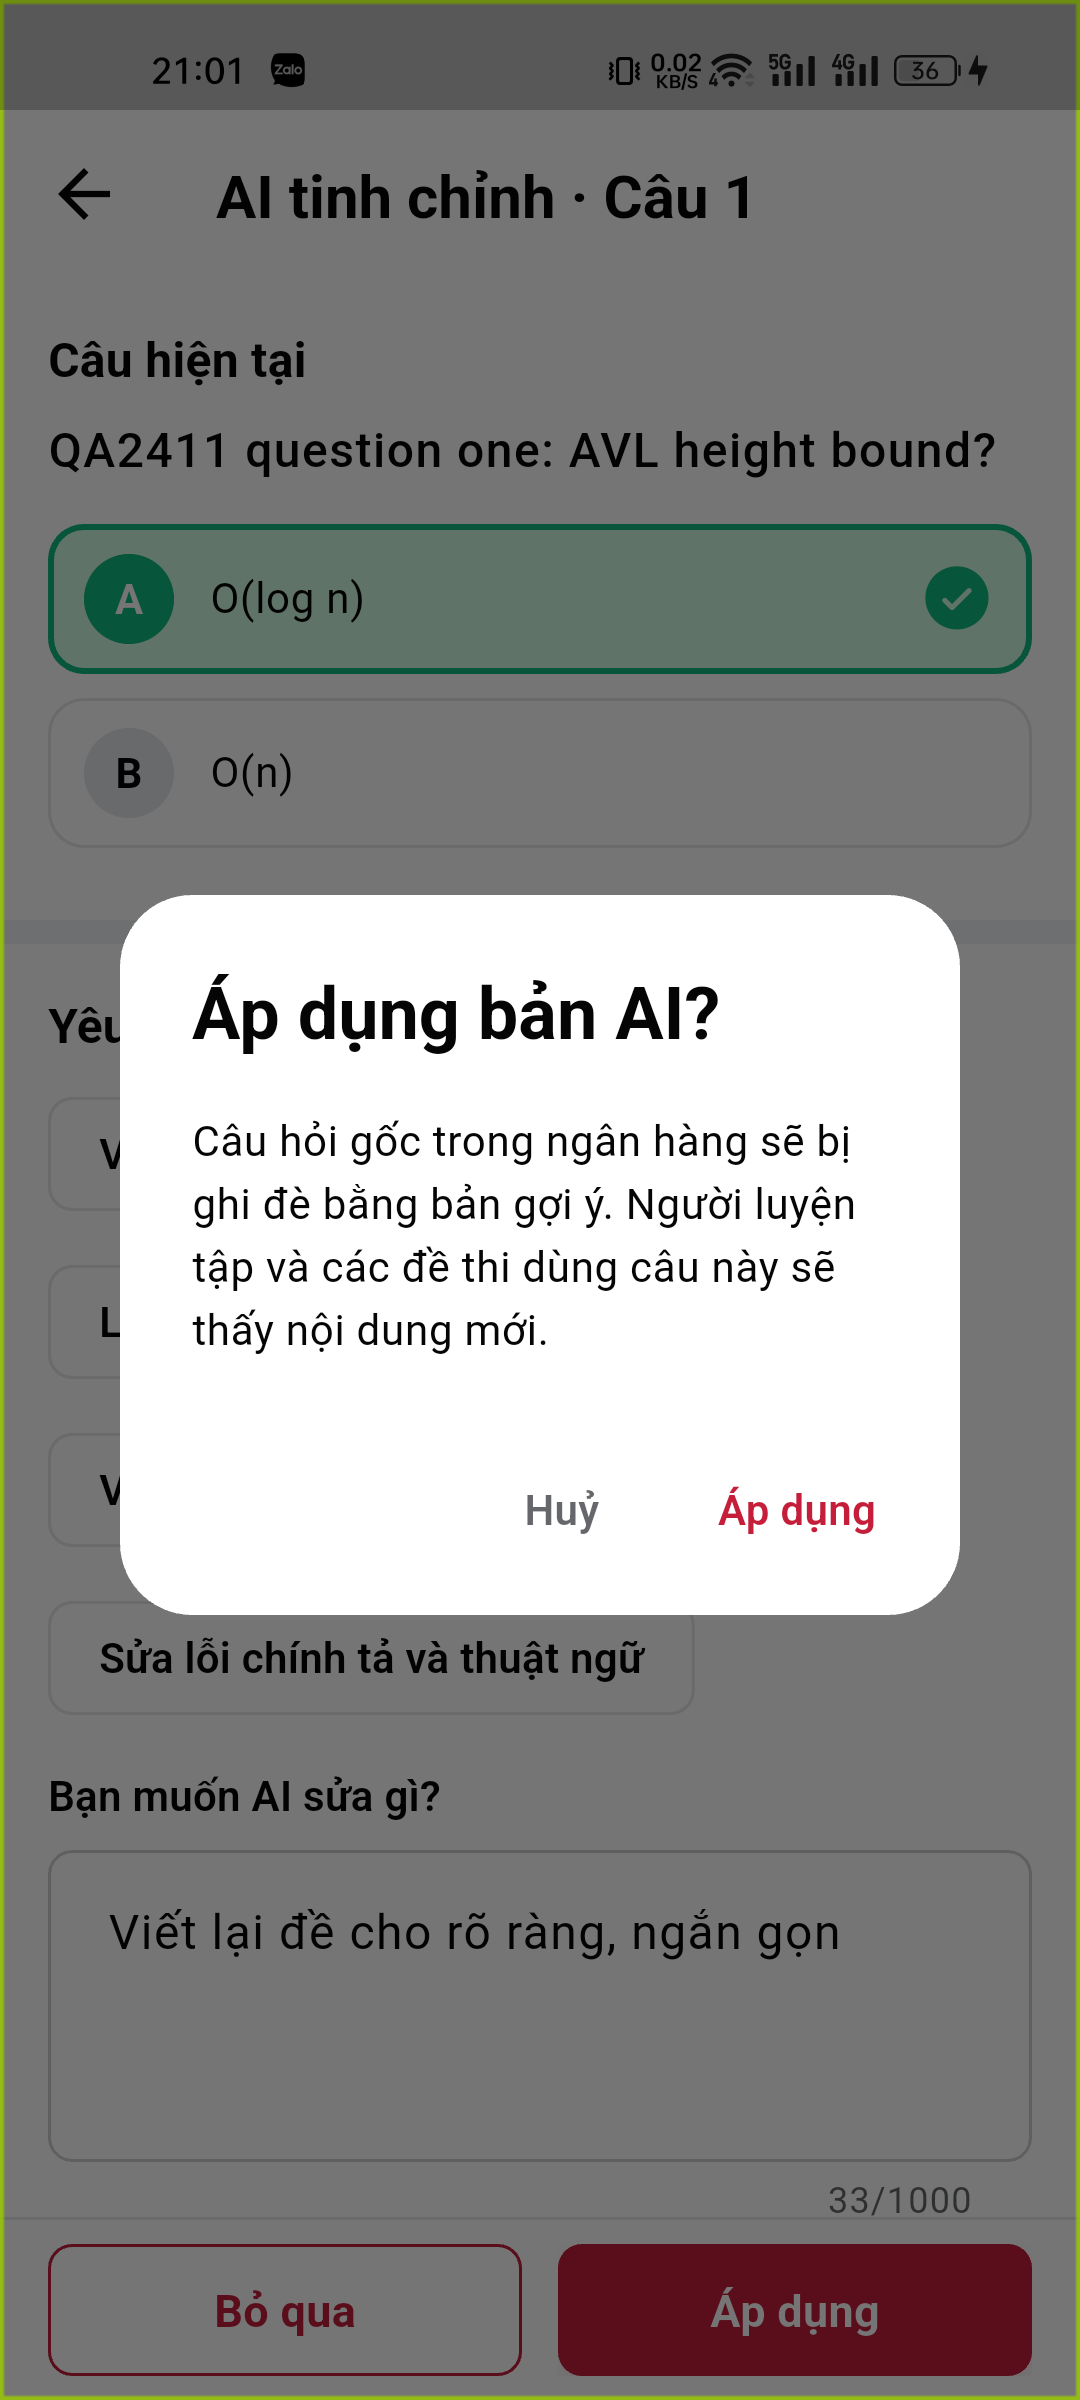 21:01 Zalo 0.02 KB/S 4 5G 4G 36
AI tinh chỉnh · Câu 1
Câu hiện tại
QA2411 question one: AVL height bound?
A O(log n)
B O(n)
Áp dụng bản AI?
Câu hỏi gốc trong ngân hàng sẽ bị
ghi đè bằng bản gợi ý. Người luyện
tập và các đề thi dùng câu này sẽ
thấy nội dung mới.
Huỷ Áp dụng
Sửa lỗi chính tả và thuật ngữ
Bạn muốn AI sửa gì?
Viết lại đề cho rõ ràng, ngắn gọn
33/1000
Bỏ qua Áp dụng